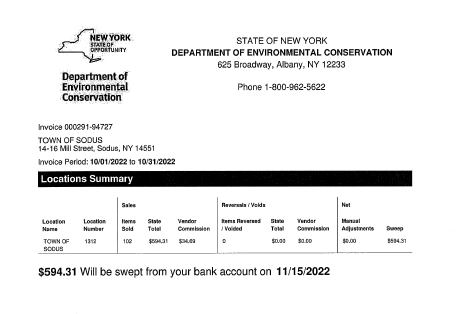 NEW YORK
STATE OF
OPPORTUNITY
Department of
Environmental
Conservation
STATE OF NEW YORK
DEPARTMENT OF ENVIRONMENTAL CONSERVATION
625 Broadway, Albany, NY 12233
Phone 1-800-962-5622
Invoice 000291-94727
TOWN OF SODUS
14-16 Mill Street, Sodus, NY 14551
Invoice Period: 10/01/2022 to 10/31/2022
Locations Summary
Sales Reversals / Voids Net
Location Name Location Number Items Sold State Total Vendor Commission Items Reversed / Voided State Total Vendor Commission Manual Adjustments Sweep
TOWN OF SODUS 1312 102 $594.31 $34.69 0 $0.00 $0.00 $0.00 $594.31
$594.31 Will be swept from your bank account on 11/15/2022